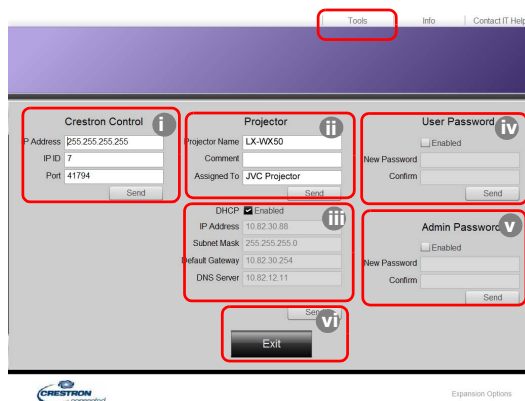 Tools Info Contact IT Help
Crestron Control
i
IP Address 255.255.255.255
IP ID 7
Port 41794
Send
Projector
ii
Projector Name LX-WX50
Comment
Assigned To JVC Projector
Send
DHCP Enabled
iii
IP Address 10.82.30.88
Subnet Mask 255.255.255.0
Default Gateway 10.82.30.254
DNS Server 10.82.12.11
Send
vi
Exit
User Password
iv
Enabled
New Password
Confirm
Send
Admin Password
v
Enabled
New Password
Confirm
Send
CRESTRON
connected
Expansion Options